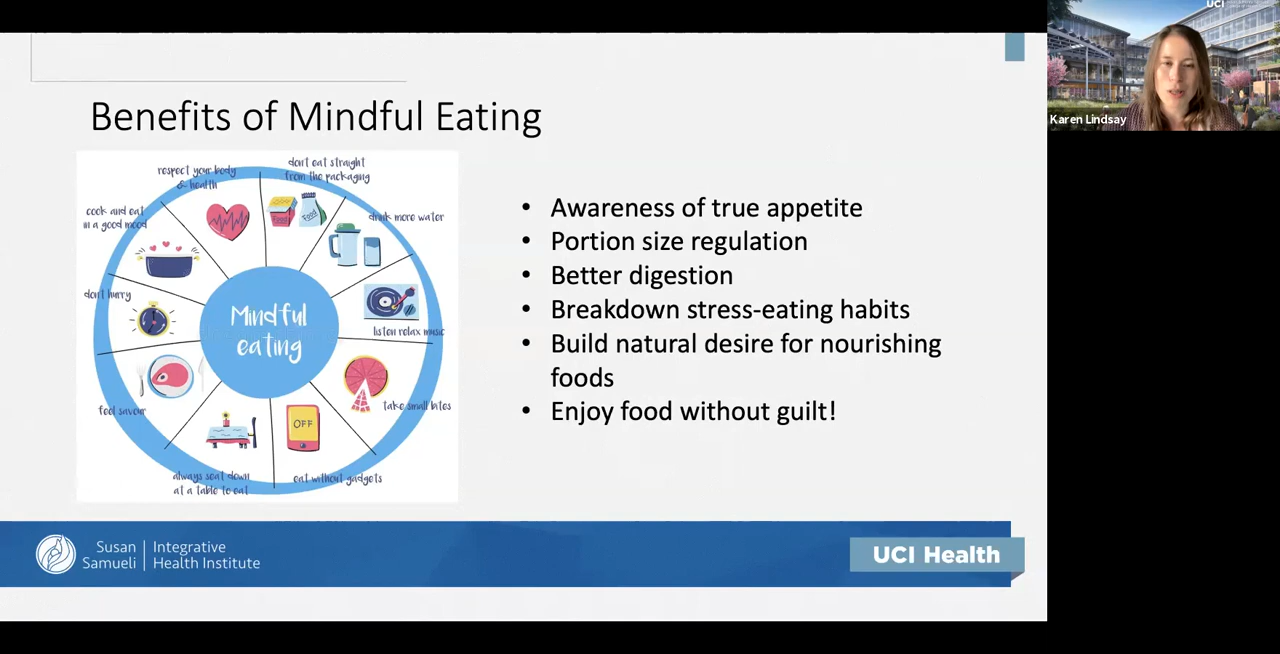 UCI
Karen Lindsay
Benefits of Mindful Eating
respect your body
& health
don't eat straight
from the packaging
cook and eat
in a good mood
drink more water
don't hurry
listen relax music
Mindful
eating
feel savour
take small bites
OFF
always seat down
at a table to eat
eat without gadgets
Food
• Awareness of true appetite
• Portion size regulation
• Better digestion
• Breakdown stress-eating habits
• Build natural desire for nourishing
foods
• Enjoy food without guilt!
Susan
Samueli
Integrative
Health Institute
UCI Health